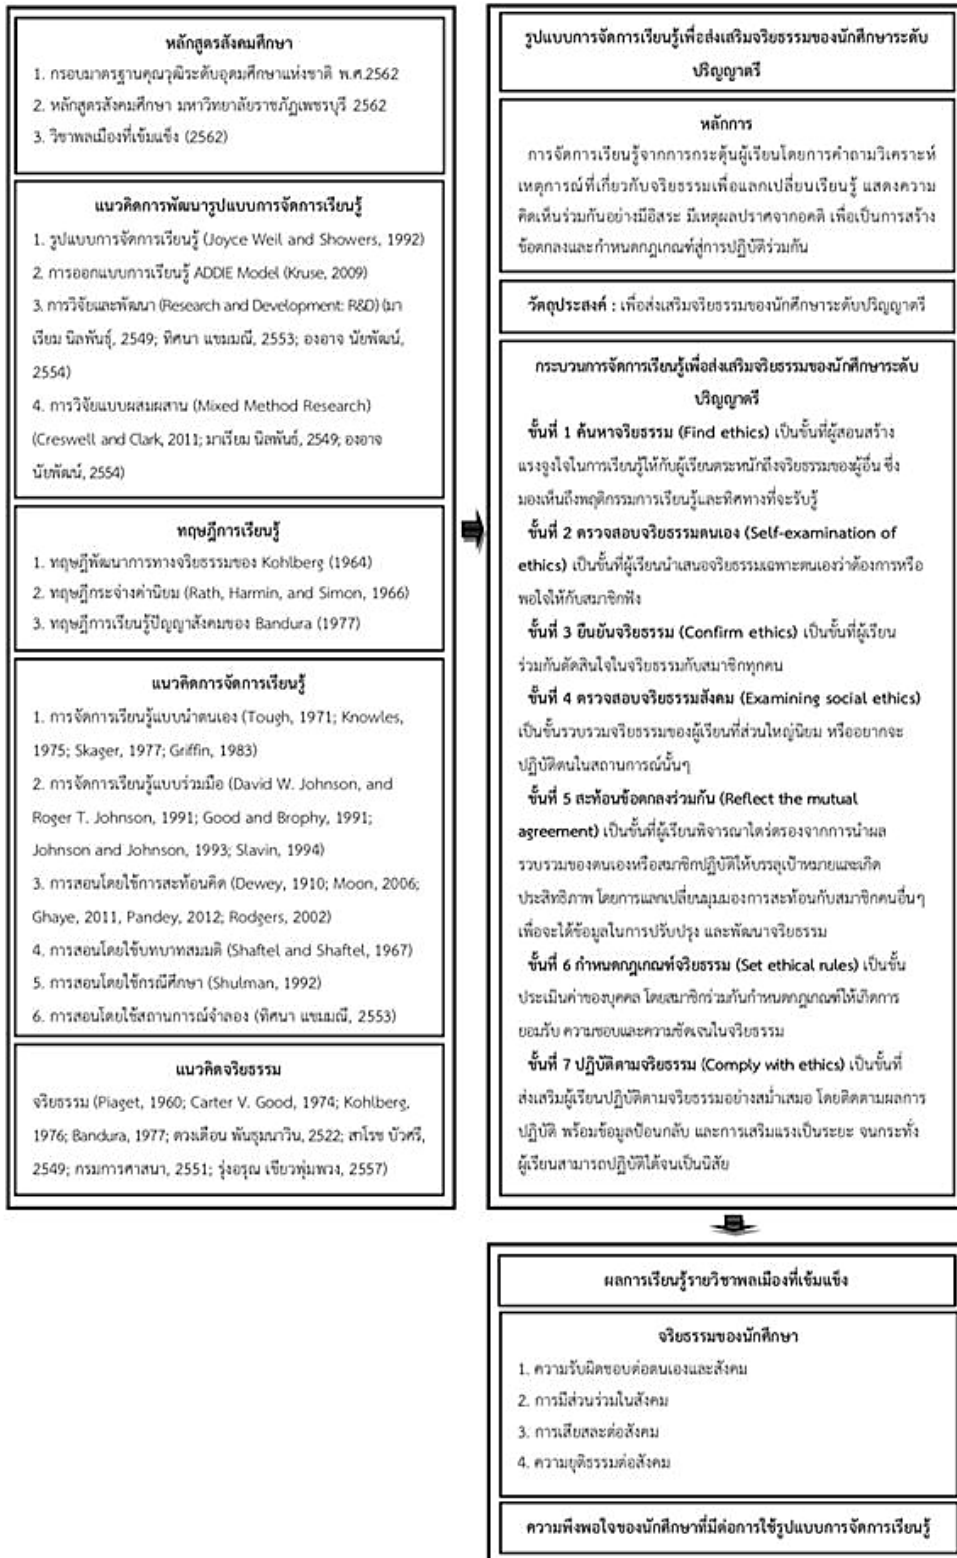 หลักสูตรสังคมศึกษา
1. กรอบมาตรฐานคุณวุฒิระดับอุดมศึกษาแห่งชาติ พ.ศ.2562
2. หลักสูตรสังคมศึกษา มหาวิทยาลัยราชภัฏเพชรบุรี 2562
3. วิชาพลเมืองที่เข้มแข็ง (2562)
แนวคิดการพัฒนารูปแบบการจัดการเรียนรู้
1. รูปแบบการจัดการเรียนรู้ (Joyce Weil and Showers, 1992)
2. การออกแบบการเรียนรู้ ADDIE Model (Kruse, 2009)
3. การวิจัยและพัฒนา (Research and Development: R&D) (มา
เรียม นิลพันธุ์, 2549; ทิศนา แขมมณี, 2553; องอาจ นัยพัฒน์,
2554)
4. การวิจัยแบบผสมผสาน (Mixed Method Research)
(Creswell and Clark, 2011; มาเรียม นิลพันธ์, 2549; องอาจ
นัยพัฒน์, 2554)
ทฤษฎีการเรียนรู้
1. ทฤษฎีพัฒนาการทางจริยธรรมของ Kohlberg (1964)
2. ทฤษฎีกระจ่างค่านิยม (Rath, Harmin, and Simon, 1966)
3. ทฤษฎีการเรียนรู้ปัญญาสังคมของ Bandura (1977)
แนวคิดการจัดการเรียนรู้
1. การจัดการเรียนรู้แบบนำตนเอง (Tough, 1971; Knowles,
1975; Skager, 1977; Griffin, 1983)
2. การจัดการเรียนรู้แบบร่วมมือ (David W. Johnson, and
Roger T. Johnson, 1991; Good and Brophy, 1991;
Johnson and Johnson, 1993; Slavin, 1994)
3. การสอนโดยใช้การสะท้อนคิด (Dewey, 1910; Moon, 2006;
Ghaye, 2011, Pandey, 2012; Rodgers, 2002)
4. การสอนโดยใช้บทบาทสมมติ (Shaftel and Shaftel, 1967)
5. การสอนโดยใช้กรณีศึกษา (Shulman, 1992)
6. การสอนโดยใช้สถานการณ์จำลอง (ทิศนา แขมมณี, 2553)
แนวคิดจริยธรรม
จริยธรรม (Piaget, 1960; Carter V. Good, 1974; Kohlberg,
1976; Bandura, 1977; ดวงเดือน พันธุมนาวิน, 2522; สาโรช บัวศรี,
2549; กรมการศาสนา, 2551; รุ่งอรุณ เขียวพุ่มพวง, 2557)
รูปแบบการจัดการเรียนรู้เพื่อส่งเสริมจริยธรรมของนักศึกษาระดับ
ปริญญาตรี
หลักการ
การจัดการเรียนรู้จากการกระตุ้นผู้เรียนโดยการคำถามวิเคราะห์
เหตุการณ์ที่เกี่ยวกับจริยธรรมเพื่อแลกเปลี่ยนเรียนรู้ แสดงความ
คิดเห็นร่วมกันอย่างมีอิสระ มีเหตุผลปราศจากอคติ เพื่อเป็นการสร้าง
ข้อตกลงและกำหนดกฎเกณฑ์สู่การปฏิบัติร่วมกัน
วัตถุประสงค์ : เพื่อส่งเสริมจริยธรรมของนักศึกษาระดับปริญญาตรี
กระบวนการจัดการเรียนรู้เพื่อส่งเสริมจริยธรรมของนักศึกษาระดับ
ปริญญาตรี
ขั้นที่ 1 ค้นหาจริยธรรม (Find ethics) เป็นขั้นที่ผู้สอนสร้าง
แรงจูงใจในการเรียนรู้ให้กับผู้เรียนตระหนักถึงจริยธรรมของผู้อื่น ซึ่ง
มองเห็นถึงพฤติกรรมการเรียนรู้และทิศทางที่จะรับรู้
ขั้นที่ 2 ตรวจสอบจริยธรรมตนเอง (Self-examination of
ethics) เป็นขั้นที่ผู้เรียนนำเสนอจริยธรรมเฉพาะตนเองว่าต้องการหรือ
พอใจให้กับสมาชิกฟัง
ขั้นที่ 3 ยืนยันจริยธรรม (Confirm ethics) เป็นขั้นที่ผู้เรียน
ร่วมกันตัดสินใจในจริยธรรมกับสมาชิกทุกคน
ขั้นที่ 4 ตรวจสอบจริยธรรมสังคม (Examining social ethics)
เป็นขั้นรวบรวมจริยธรรมของผู้เรียนที่ส่วนใหญ่นิยม หรืออยากจะ
ปฏิบัติตนในสถานการณ์นั้นๆ
ขั้นที่ 5 สะท้อนข้อตกลงร่วมกัน (Reflect the mutual
agreement) เป็นขั้นที่ผู้เรียนพิจารณาไตร่ตรองจากการนำผล
รวบรวมของตนเองหรือสมาชิกปฏิบัติให้บรรลุเป้าหมายและเกิด
ประสิทธิภาพ โดยการแลกเปลี่ยนมุมมองการสะท้อนกับสมาชิกคนอื่นๆ
เพื่อจะได้ข้อมูลในการปรับปรุง และพัฒนาจริยธรรม
ขั้นที่ 6 กำหนดกฎเกณฑ์จริยธรรม (Set ethical rules) เป็นขั้น
ประเมินค่าของบุคคล โดยสมาชิกร่วมกันกำหนดกฎเกณฑ์ให้เกิดการ
ยอมรับ ความชอบและความชัดเจนในจริยธรรม
ขั้นที่ 7 ปฏิบัติตามจริยธรรม (Comply with ethics) เป็นขั้นที่
ส่งเสริมผู้เรียนปฏิบัติตามจริยธรรมอย่างสม่ำเสมอ โดยติดตามผลการ
ปฏิบัติ พร้อมข้อมูลป้อนกลับ และการเสริมแรงเป็นระยะ จนกระทั่ง
ผู้เรียนสามารถปฏิบัติได้จนเป็นนิสัย
ผลการเรียนรู้รายวิชาพลเมืองที่เข้มแข็ง
จริยธรรมของนักศึกษา
1. ความรับผิดชอบต่อตนเองและสังคม
2. การมีส่วนร่วมในสังคม
3. การเสียสละต่อสังคม
4. ความยุติธรรมต่อสังคม
ความพึงพอใจของนักศึกษาที่มีต่อการใช้รูปแบบการจัดการเรียนรู้